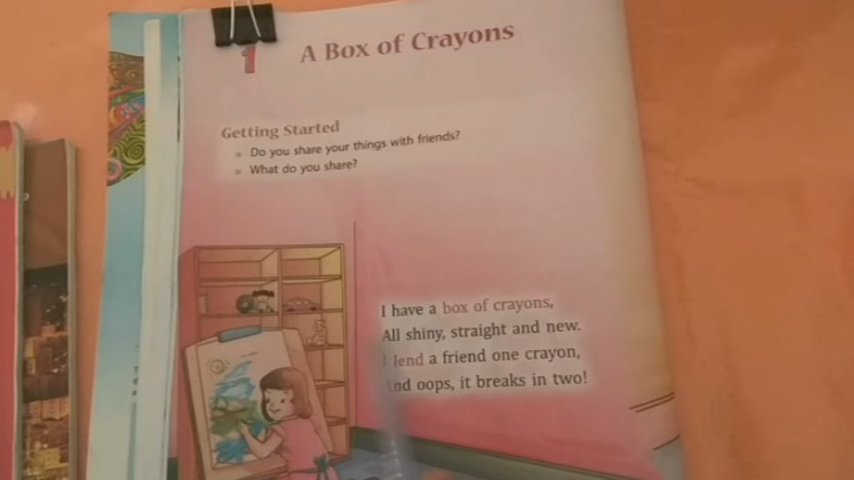 1 A Box of Crayons
Getting Started
Do you share your things with friends?
What do you share?
I have a box of crayons,
All shiny, straight and new.
I lend a friend one crayon,
And oops, it breaks in two!